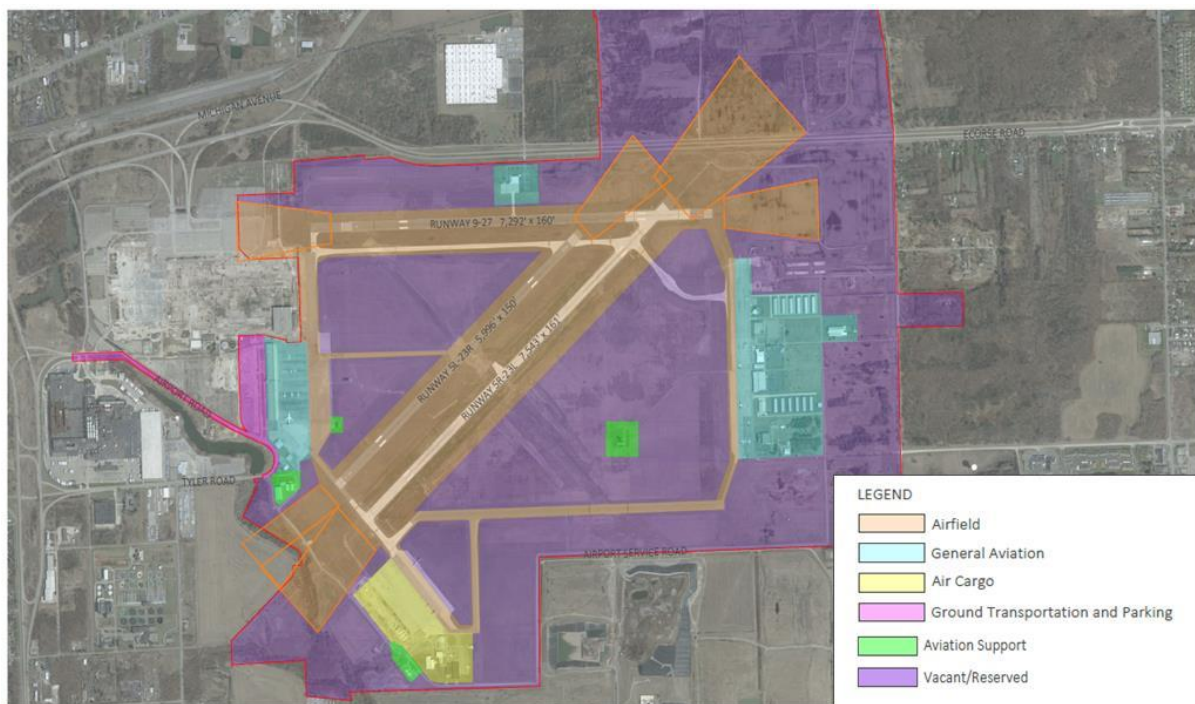 MICHIGAN AVENUE
ECORSE ROAD
RUNWAY 9-27 7,292' x 160'
RUNWAY 5L-23R 5,996' x 150'
RUNWAY 5R-23L 7,543' x 161'
AIRPORT ROAD
TYLER ROAD
AIRPORT SERVICE ROAD
LEGEND
Airfield
General Aviation
Air Cargo
Ground Transportation and Parking
Aviation Support
Vacant/Reserved